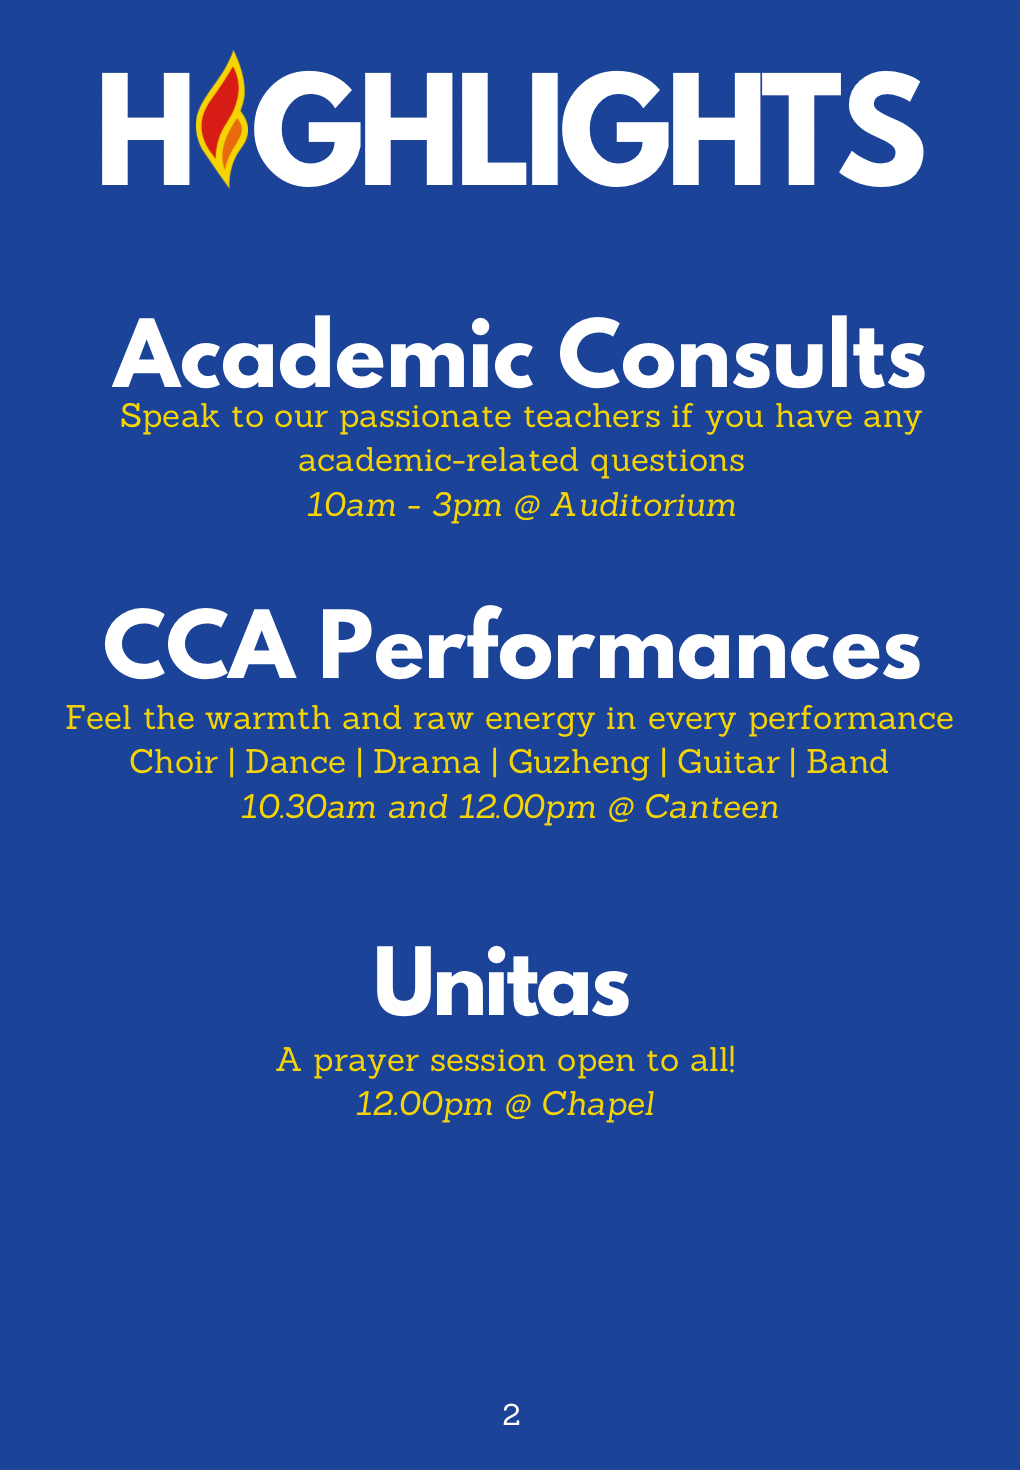 HIGHLIGHTS
Academic Consults
Speak to our passionate teachers if you have any
academic-related questions
10am - 3pm @ Auditorium
CCA Performances
Feel the warmth and raw energy in every performance
Choir | Dance | Drama | Guzheng | Guitar | Band
10.30am and 12.00pm @ Canteen
Unitas
A prayer session open to all!
12.00pm @ Chapel
2